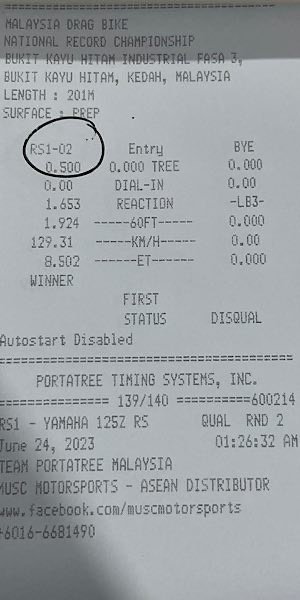 MALAYSIA DRAG BIKE
NATIONAL RECORD CHAMPIONSHIP
BUKIT KAYU HITAM INDUSTRIAL FASA 3,
BUKIT KAYU HITAM, KEDAH, MALAYSIA
LENGTH : 201M
SURFACE : PREP
RS1-02 Entry BYE
0.500 0.000 TREE 0.000
0.00 DIAL-IN 0.00
1.653 REACTION -LB3-
1.924 -----60FT----- 0.000
129.31 -----KM/H----- 0.00
8.502 ------ET------ 0.000
WINNER
FIRST
STATUS DISQUAL
Autostart Disabled
========================================
PORTATREE TIMING SYSTEMS, INC.
=============== 139/140 ==========600214
RS1 - YAMAHA 125Z RS QUAL RND 2
June 24, 2023 01:26:32 AM
TEAM PORTATREE MALAYSIA
MUSC MOTORSPORTS - ASEAN DISTRIBUTOR
www.facebook.com/muscmotorsports
+6016-6681490